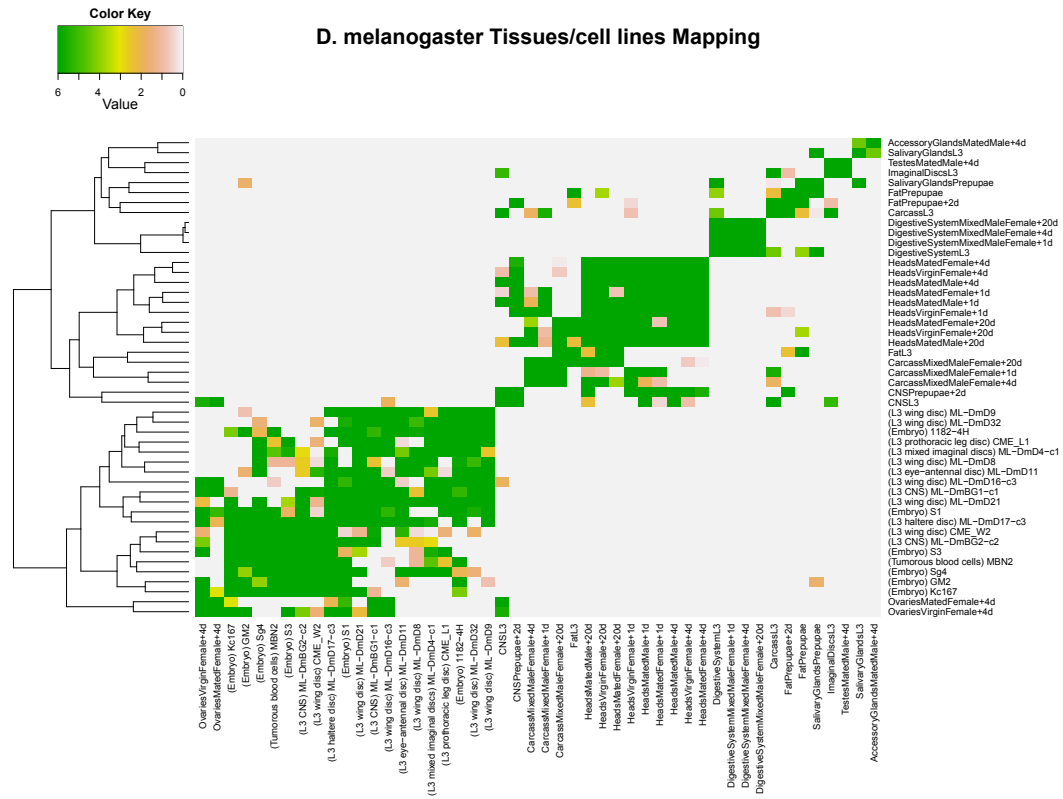 Color Key
D. melanogaster Tissues/cell lines Mapping
6 4 2 0
Value
AccessoryGlandsMatedMale+4d
SalivaryGlandsL3
TestesMatedMale+4d
ImaginalDiscsL3
SalivaryGlandsPrepupae
FatPrepupae
FatPrepupae+2d
CarcassL3
DigestiveSystemMixedMaleFemale+20d
DigestiveSystemMixedMaleFemale+4d
DigestiveSystemMixedMaleFemale+1d
DigestiveSystemL3
HeadsMatedFemale+4d
HeadsVirginFemale+4d
HeadsMatedMale+4d
HeadsMatedFemale+1d
HeadsMatedMale+1d
HeadsVirginFemale+1d
HeadsMatedFemale+20d
HeadsVirginFemale+20d
HeadsMatedMale+20d
FatL3
CarcassMixedMaleFemale+20d
CarcassMixedMaleFemale+1d
CarcassMixedMaleFemale+4d
CNSPrepupae+2d
CNSL3
(L3 wing disc) ML−DmD9
(L3 wing disc) ML−DmD32
(Embryo) 1182−4H
(L3 prothoracic leg disc) CME_L1
(L3 mixed imaginal discs) ML−DmD4−c1
(L3 wing disc) ML−DmD8
(L3 eye−antennal disc) ML−DmD11
(L3 wing disc) ML−DmD16−c3
(L3 CNS) ML−DmBG1−c1
(L3 wing disc) ML−DmD21
(Embryo) S1
(L3 haltere disc) ML−DmD17−c3
(L3 wing disc) CME_W2
(L3 CNS) ML−DmBG2−c2
(Embryo) S3
(Tumorous blood cells) MBN2
(Embryo) Sg4
(Embryo) GM2
(Embryo) Kc167
OvariesMatedFemale+4d
OvariesVirginFemale+4d
OvariesVirginFemale+4d
OvariesMatedFemale+4d
(Embryo) Kc167
(Embryo) GM2
(Embryo) Sg4
(Tumorous blood cells) MBN2
(Embryo) S3
(L3 CNS) ML−DmBG2−c2
(L3 wing disc) CME_W2
(L3 haltere disc) ML−DmD17−c3
(Embryo) S1
(L3 wing disc) ML−DmD21
(L3 CNS) ML−DmBG1−c1
(L3 wing disc) ML−DmD16−c3
(L3 eye−antennal disc) ML−DmD11
(L3 wing disc) ML−DmD8
(L3 mixed imaginal discs) ML−DmD4−c1
(L3 prothoracic leg disc) CME_L1
(Embryo) 1182−4H
(L3 wing disc) ML−DmD32
(L3 wing disc) ML−DmD9
CNSL3
CNSPrepupae+2d
CarcassMixedMaleFemale+4d
CarcassMixedMaleFemale+1d
CarcassMixedMaleFemale+20d
FatL3
HeadsMatedMale+20d
HeadsVirginFemale+20d
HeadsMatedFemale+20d
HeadsVirginFemale+1d
HeadsMatedMale+1d
HeadsMatedFemale+1d
HeadsMatedMale+4d
HeadsVirginFemale+4d
HeadsMatedFemale+4d
DigestiveSystemL3
DigestiveSystemMixedMaleFemale+1d
DigestiveSystemMixedMaleFemale+4d
DigestiveSystemMixedMaleFemale+20d
CarcassL3
FatPrepupae+2d
FatPrepupae
SalivaryGlandsPrepupae
ImaginalDiscsL3
TestesMatedMale+4d
SalivaryGlandsL3
AccessoryGlandsMatedMale+4d